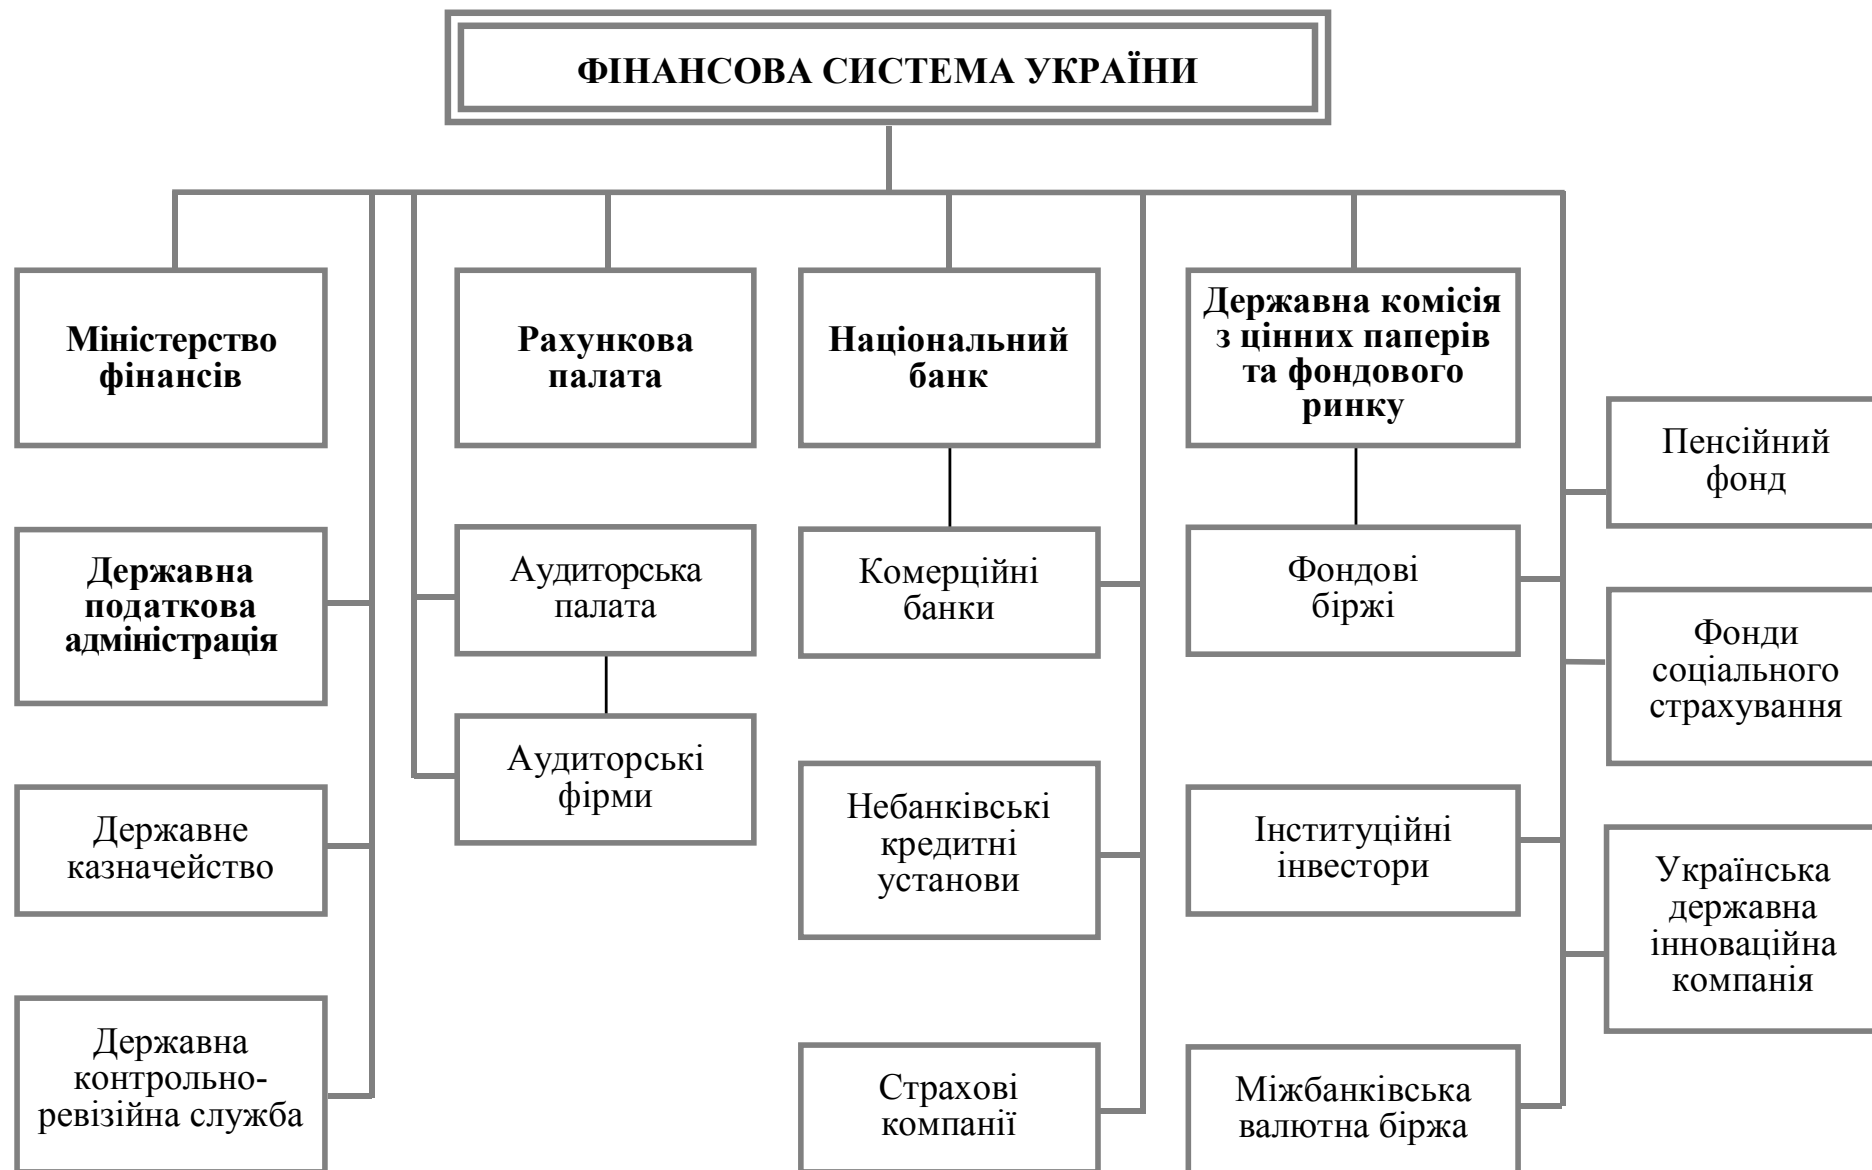 ФІНАНСОВА СИСТЕМА УКРАЇНИ
Міністерство
фінансів
Рахункова
палата
Національний
банк
Державна комісія
з цінних паперів
та фондового
ринку
Пенсійний
фонд
Державна
податкова
адміністрація
Аудиторська
палата
Комерційні
банки
Фондові
біржі
Фонди
соціального
страхування
Аудиторські
фірми
Державне
казначейство
Небанківські
кредитні
установи
Інституційні
інвестори
Українська
державна
інноваційна
компанія
Державна
контрольно-
ревізійна служба
Страхові
компанії
Міжбанківська
валютна біржа